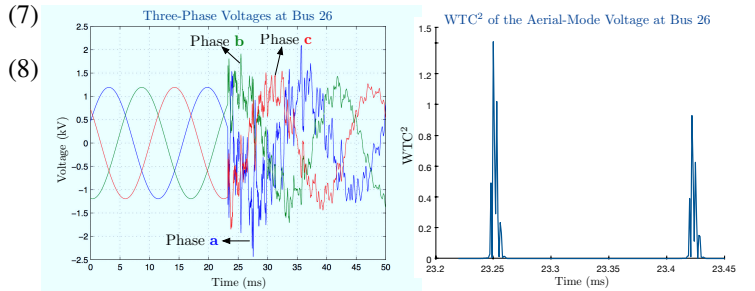 (7)
(8)
Three-Phase Voltages at Bus 26
2.5
2
1.5
1
0.5
0
−0.5
−1
−1.5
−2
−2.5
Voltage (kV)
Phase b
Phase c
Phase a
0 5 10 15 20 25 30 35 40 45 50
Time (ms)
WTC² of the Aerial-Mode Voltage at Bus 26
1.5
1.2
1
0.8
0.6
0.4
0.2
0
WTC²
23.2 23.25 23.3 23.35 23.4 23.45
Time (ms)